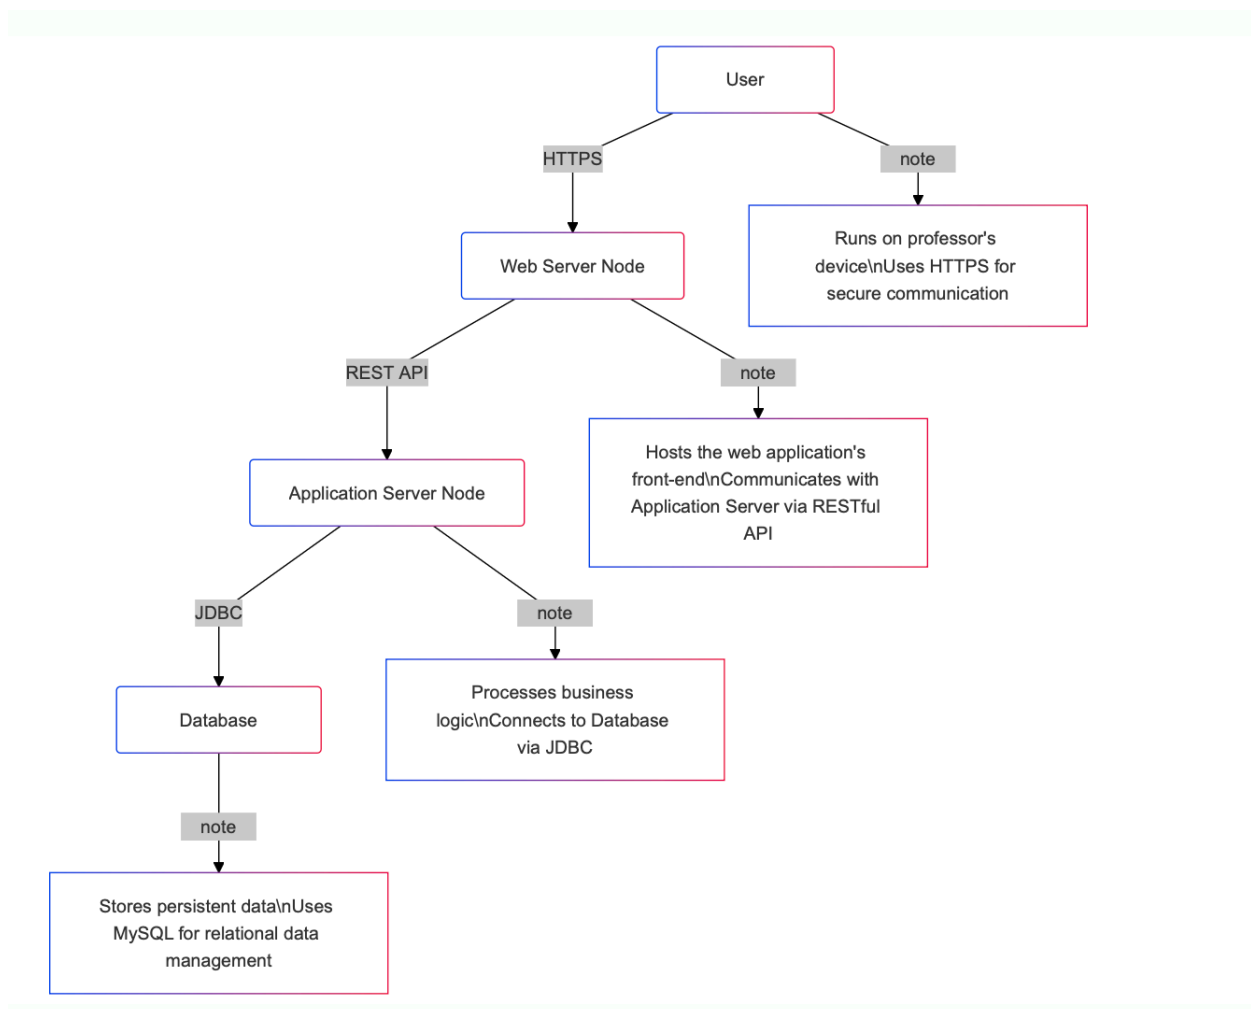 User
HTTPS
note
Runs on professor's
device\nUses HTTPS for
secure communication
Web Server Node
REST API
note
Hosts the web application's
front-end\nCommunicates with
Application Server via RESTful
API
Application Server Node
JDBC
note
Processes business
logic\nConnects to Database
via JDBC
Database
note
Stores persistent data\nUses
MySQL for relational data
management